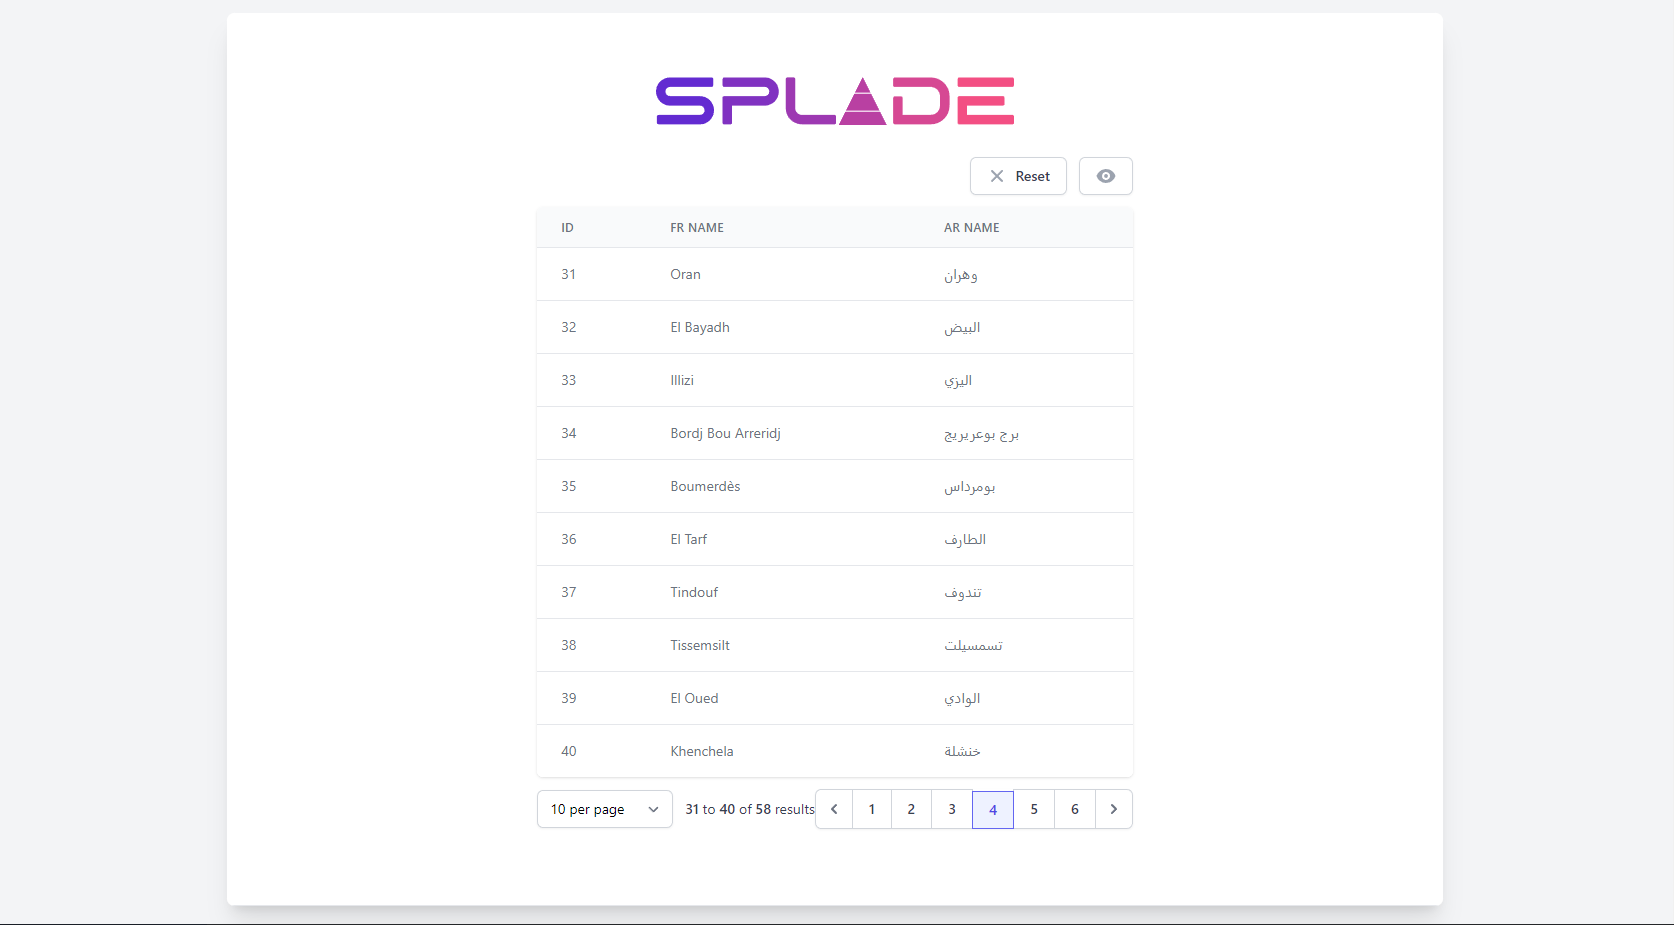 SPLADE
Reset
ID FR NAME AR NAME
31 Oran وهران
32 El Bayadh البيض
33 Illizi اليزي
34 Bordj Bou Arreridj برج بوعريريج
35 Boumerdès بومرداس
36 El Tarf الطارف
37 Tindouf تندوف
38 Tissemsilt تسمسيلت
39 El Oued الوادي
40 Khenchela خنشلة
10 per page 31 to 40 of 58 results 1 2 3 4 5 6